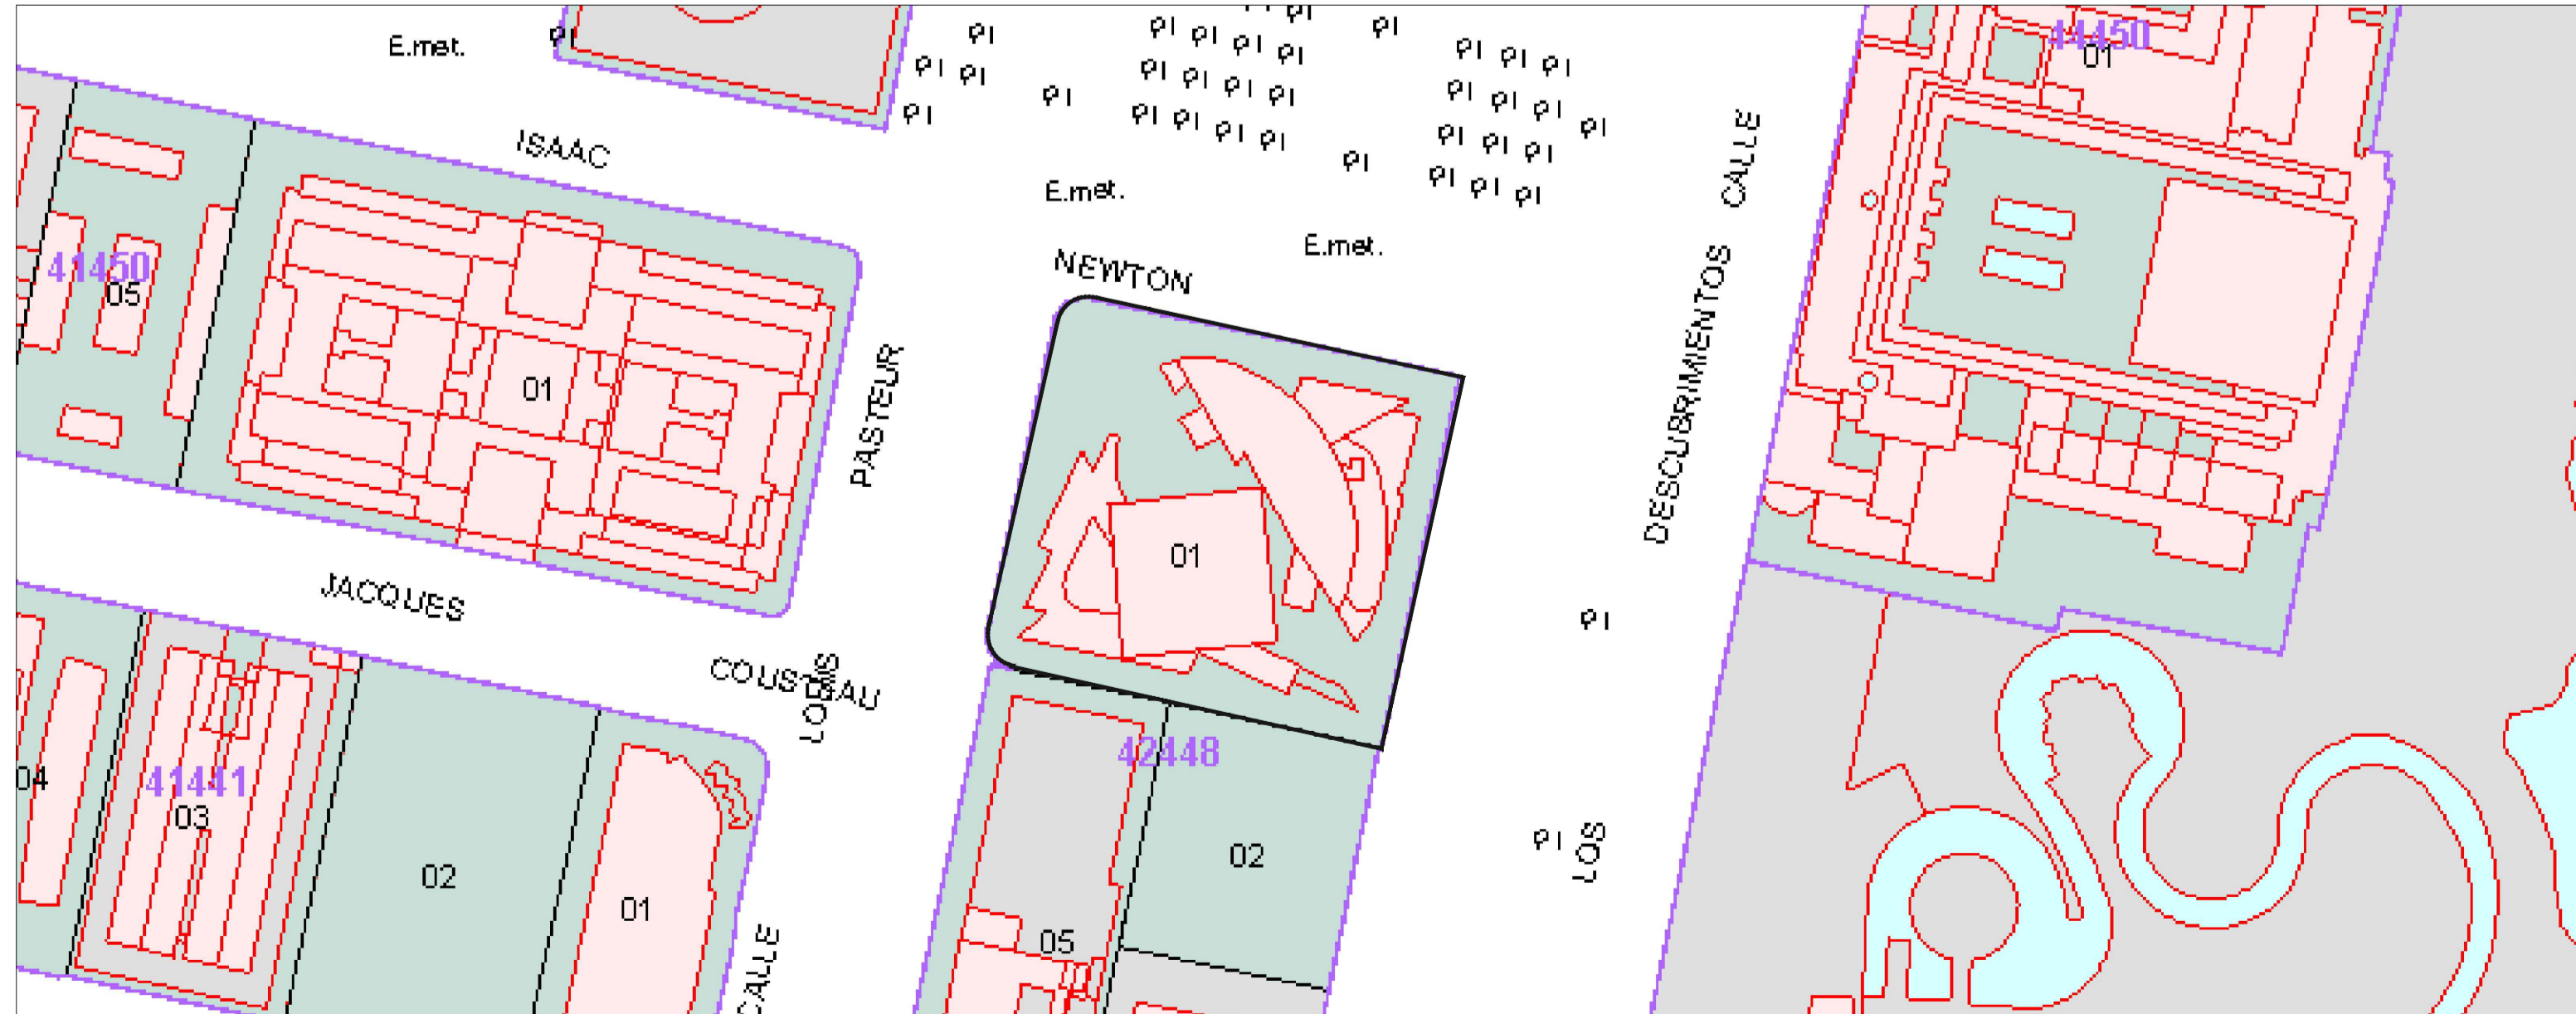 E.met.
44450
01
ISAAC
CALLE
E.met.
E.met.
NEWTON
41450
05
01
PASTEUR
DESCUBRIMIENTOS
01
JACQUES
COUSTEAU
LOUIS
42448
04
41441
03
02
01
02
LOS
05
CALLE